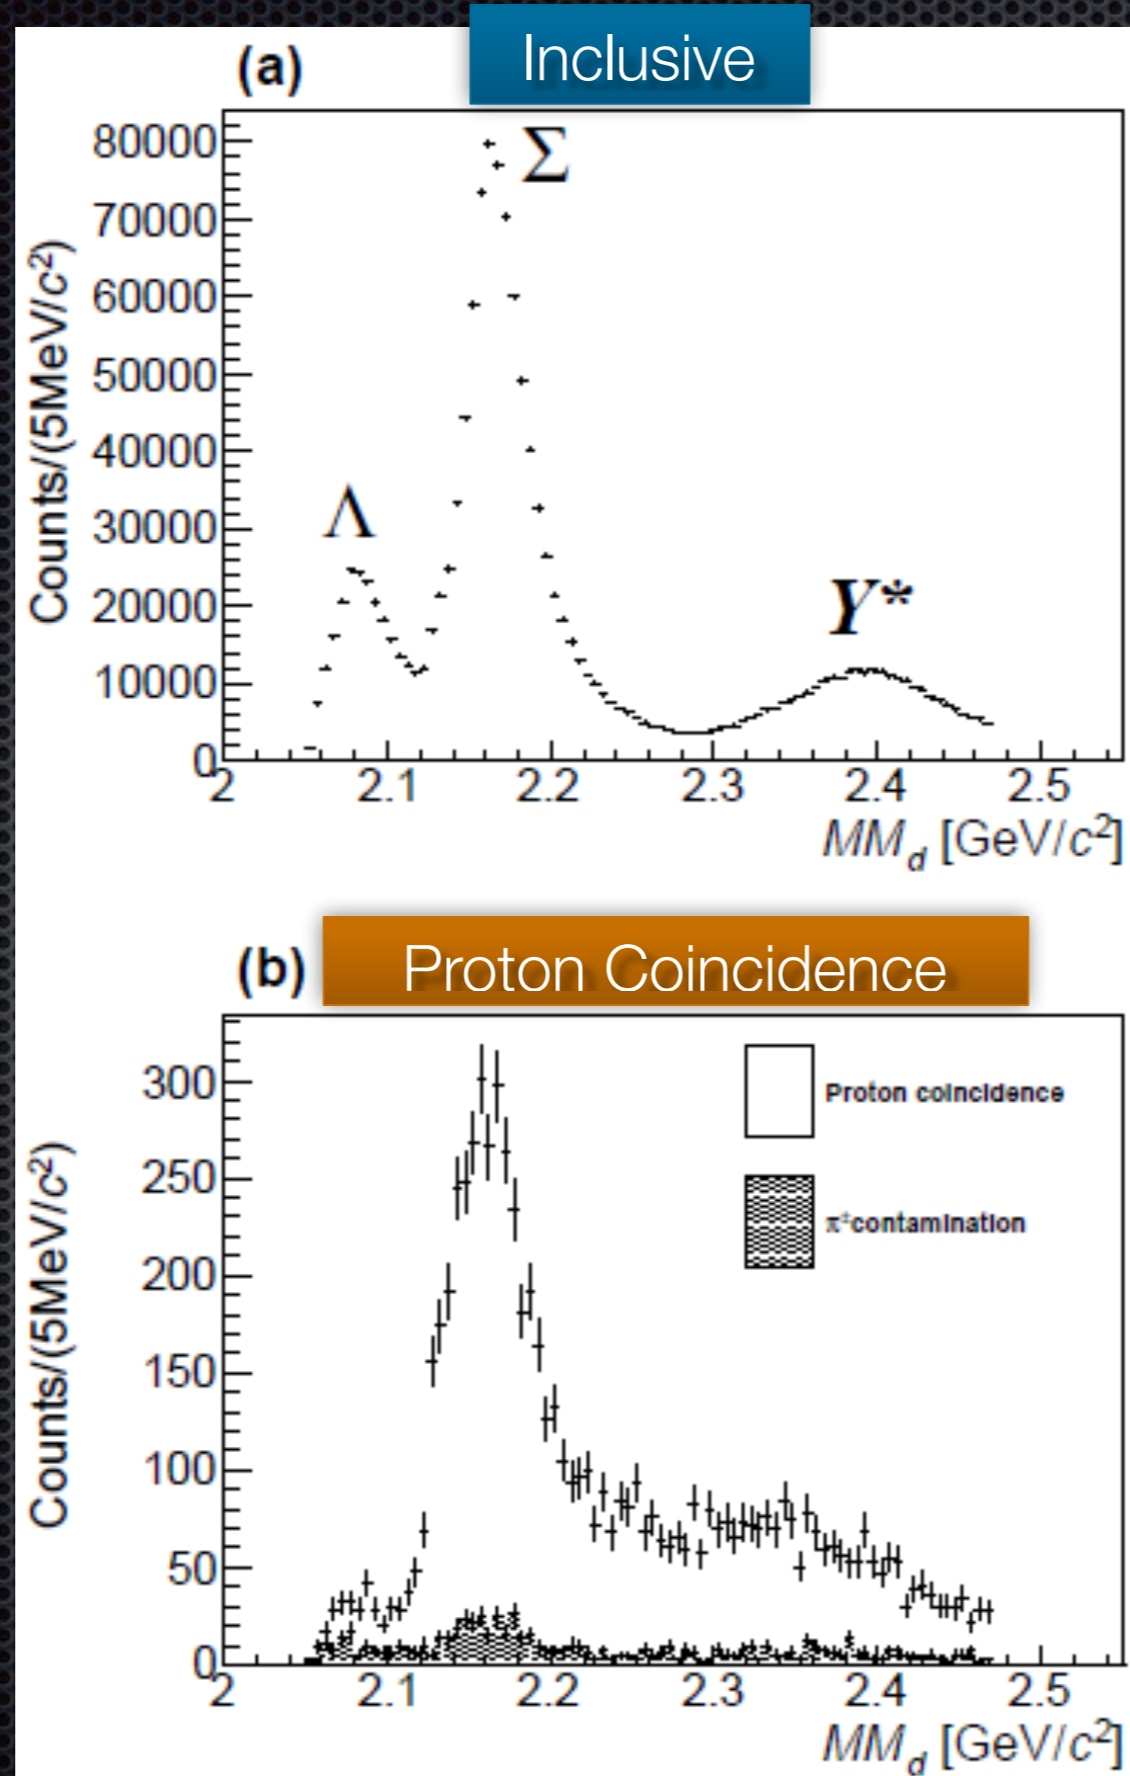 Inclusive
(a)
Σ
Λ
Y*
80000
70000
60000
50000
40000
30000
20000
10000
0
Counts/(5MeV/c²)
2 2.1 2.2 2.3 2.4 2.5
MM_d [GeV/c²]
(b) Proton Coincidence
Proton coincidence
π±contamination
300
250
200
150
100
50
0
Counts/(5MeV/c²)
2 2.1 2.2 2.3 2.4 2.5
MM_d [GeV/c²]